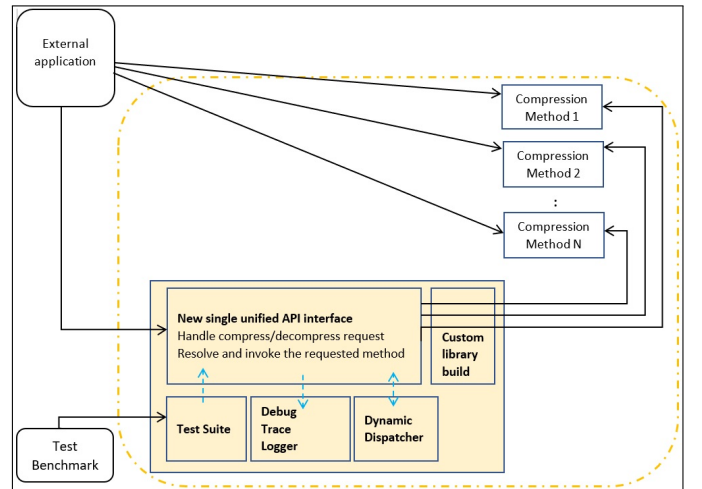 External
application
Compression
Method 1
Compression
Method 2
:
Compression
Method N
New single unified API interface
Handle compress/decompress request
Resolve and invoke the requested method
Custom
library
build
Test Suite
Debug
Trace
Logger
Dynamic
Dispatcher
Test
Benchmark